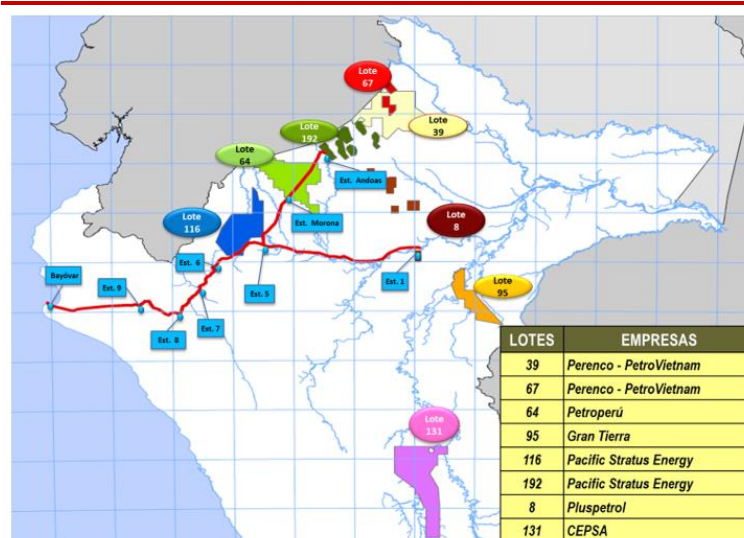 Lote
67
Lote
39
Lote
192
Lote
64
Est. Andoas
Lote
116
Est. Morona
Lote
8
Bayóvar
Est. 6
Est. 9
Est. 5
Est. 1
Lote
95
Est. 8
Est. 7
LOTES EMPRESAS
39 Perenco - PetroVietnam
67 Perenco - PetroVietnam
64 Petroperú
95 Gran Tierra
116 Pacific Stratus Energy
192 Pacific Stratus Energy
8 Pluspetrol
131 CEPSA
Lote
131